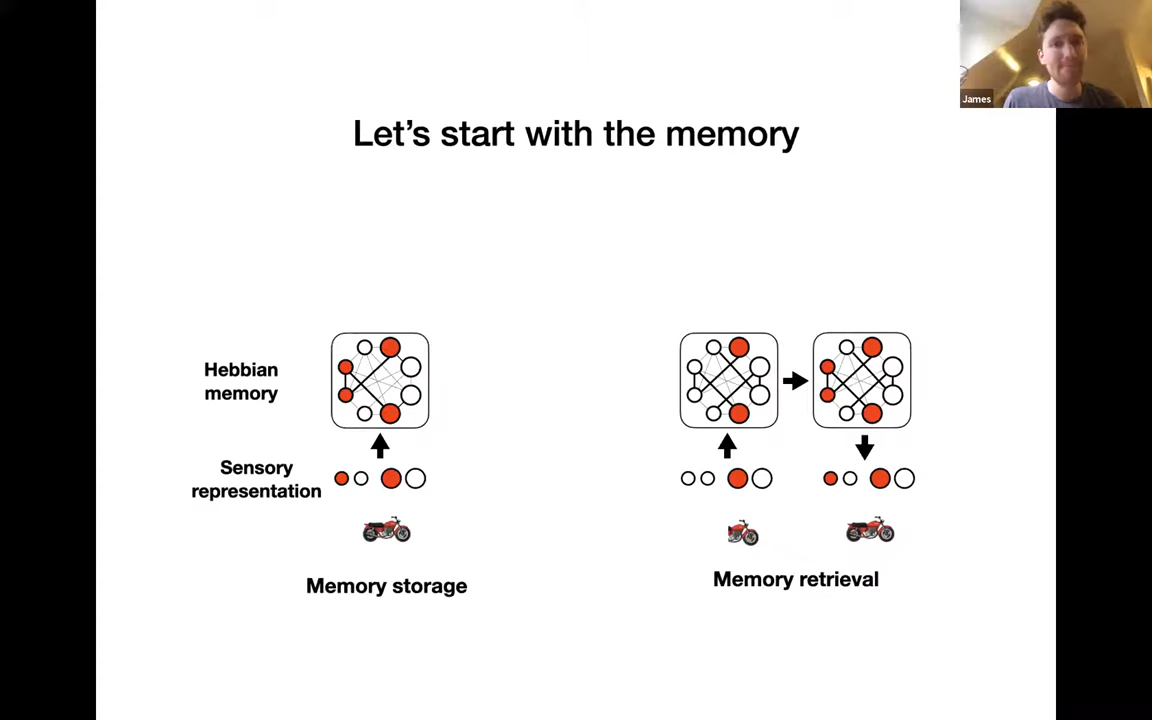 James
Let's start with the memory
Hebbian
memory
Sensory
representation
Memory storage
Memory retrieval